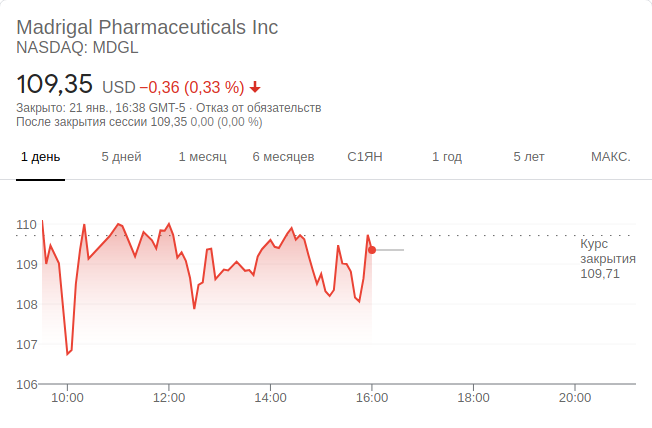 Madrigal Pharmaceuticals Inc
NASDAQ: MDGL
109,35 USD −0,36 (0,33 %)
Закрыто: 21 янв., 16:38 GMT-5 · Отказ от обязательств
После закрытия сессии 109,35 0,00 (0,00 %)
1 день 5 дней 1 месяц 6 месяцев С1ЯН 1 год 5 лет МАКС.
110
109
108
107
106
Курс
закрытия
109,71
10:00 12:00 14:00 16:00 18:00 20:00